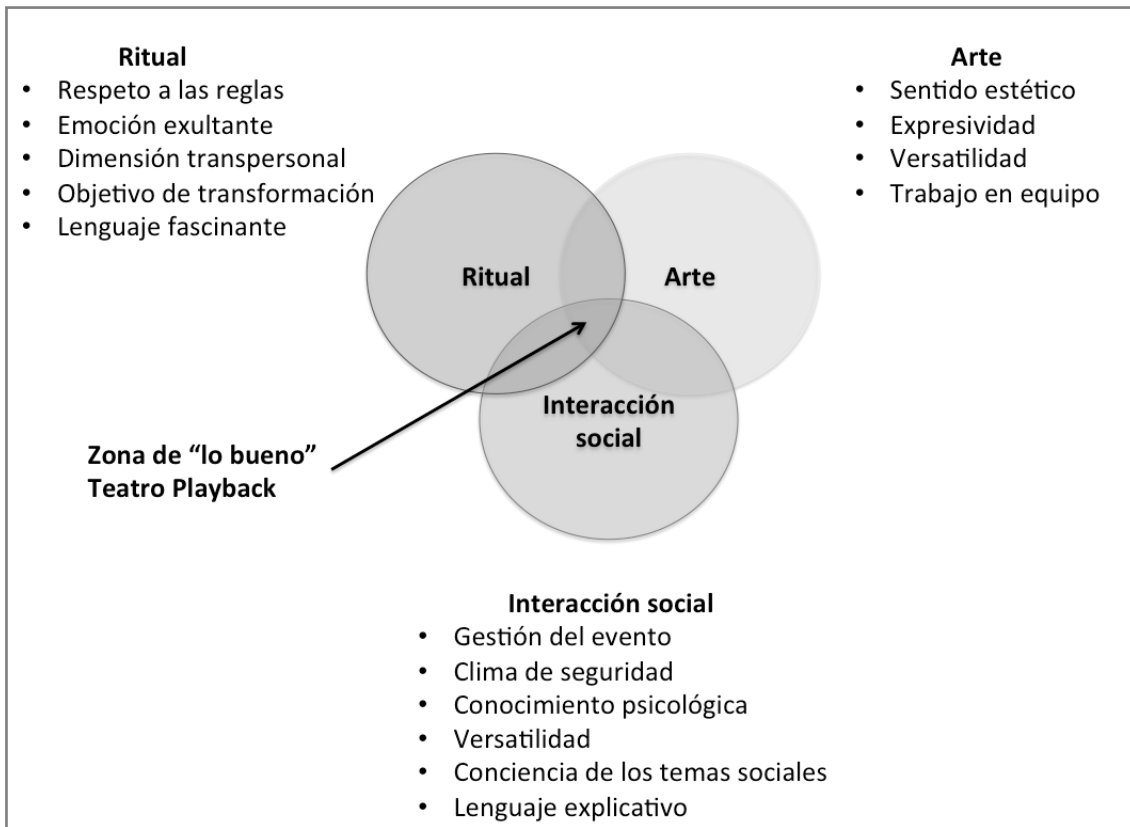 Ritual
• Respeto a las reglas
• Emoción exultante
• Dimensión transpersonal
• Objetivo de transformación
• Lenguaje fascinante
Arte
• Sentido estético
• Expresividad
• Versatilidad
• Trabajo en equipo
Ritual
Arte
Interacción
social
Zona de “lo bueno”
Teatro Playback
Interacción social
• Gestión del evento
• Clima de seguridad
• Conocimiento psicológica
• Versatilidad
• Conciencia de los temas sociales
• Lenguaje explicativo